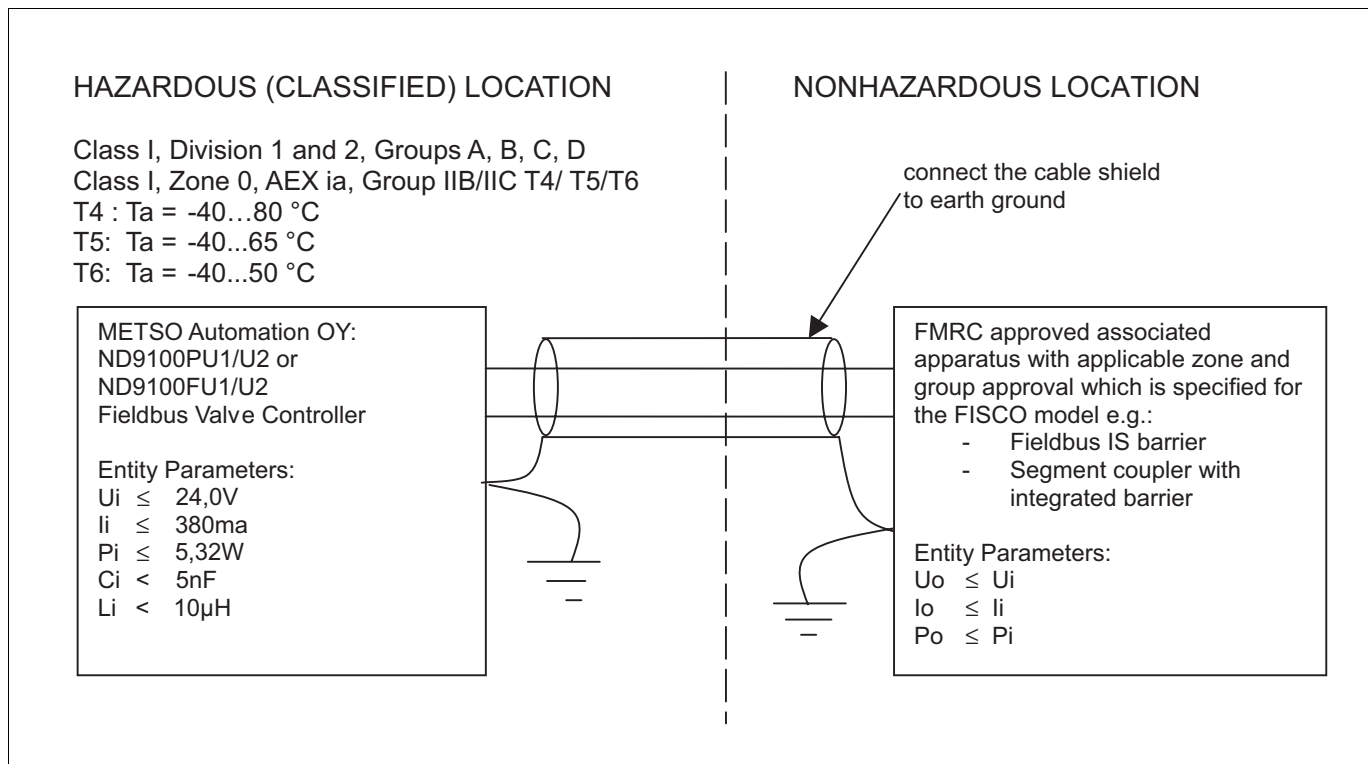 HAZARDOUS (CLASSIFIED) LOCATION
Class I, Division 1 and 2, Groups A, B, C, D
Class I, Zone 0, AEX ia, Group IIB/IIC T4/ T5/T6
T4 : Ta = -40…80 °C
T5: Ta = -40...65 °C
T6: Ta = -40...50 °C
NONHAZARDOUS LOCATION
connect the cable shield
to earth ground
METSO Automation OY:
ND9100PU1/U2 or
ND9100FU1/U2
Fieldbus Valve Controller
Entity Parameters:
Ui ≤ 24,0V
Ii ≤ 380ma
Pi ≤ 5,32W
Ci < 5nF
Li < 10µH
FMRC approved associated
apparatus with applicable zone and
group approval which is specified for
the FISCO model e.g.:
- Fieldbus IS barrier
- Segment coupler with
integrated barrier
Entity Parameters:
Uo ≤ Ui
Io ≤ Ii
Po ≤ Pi